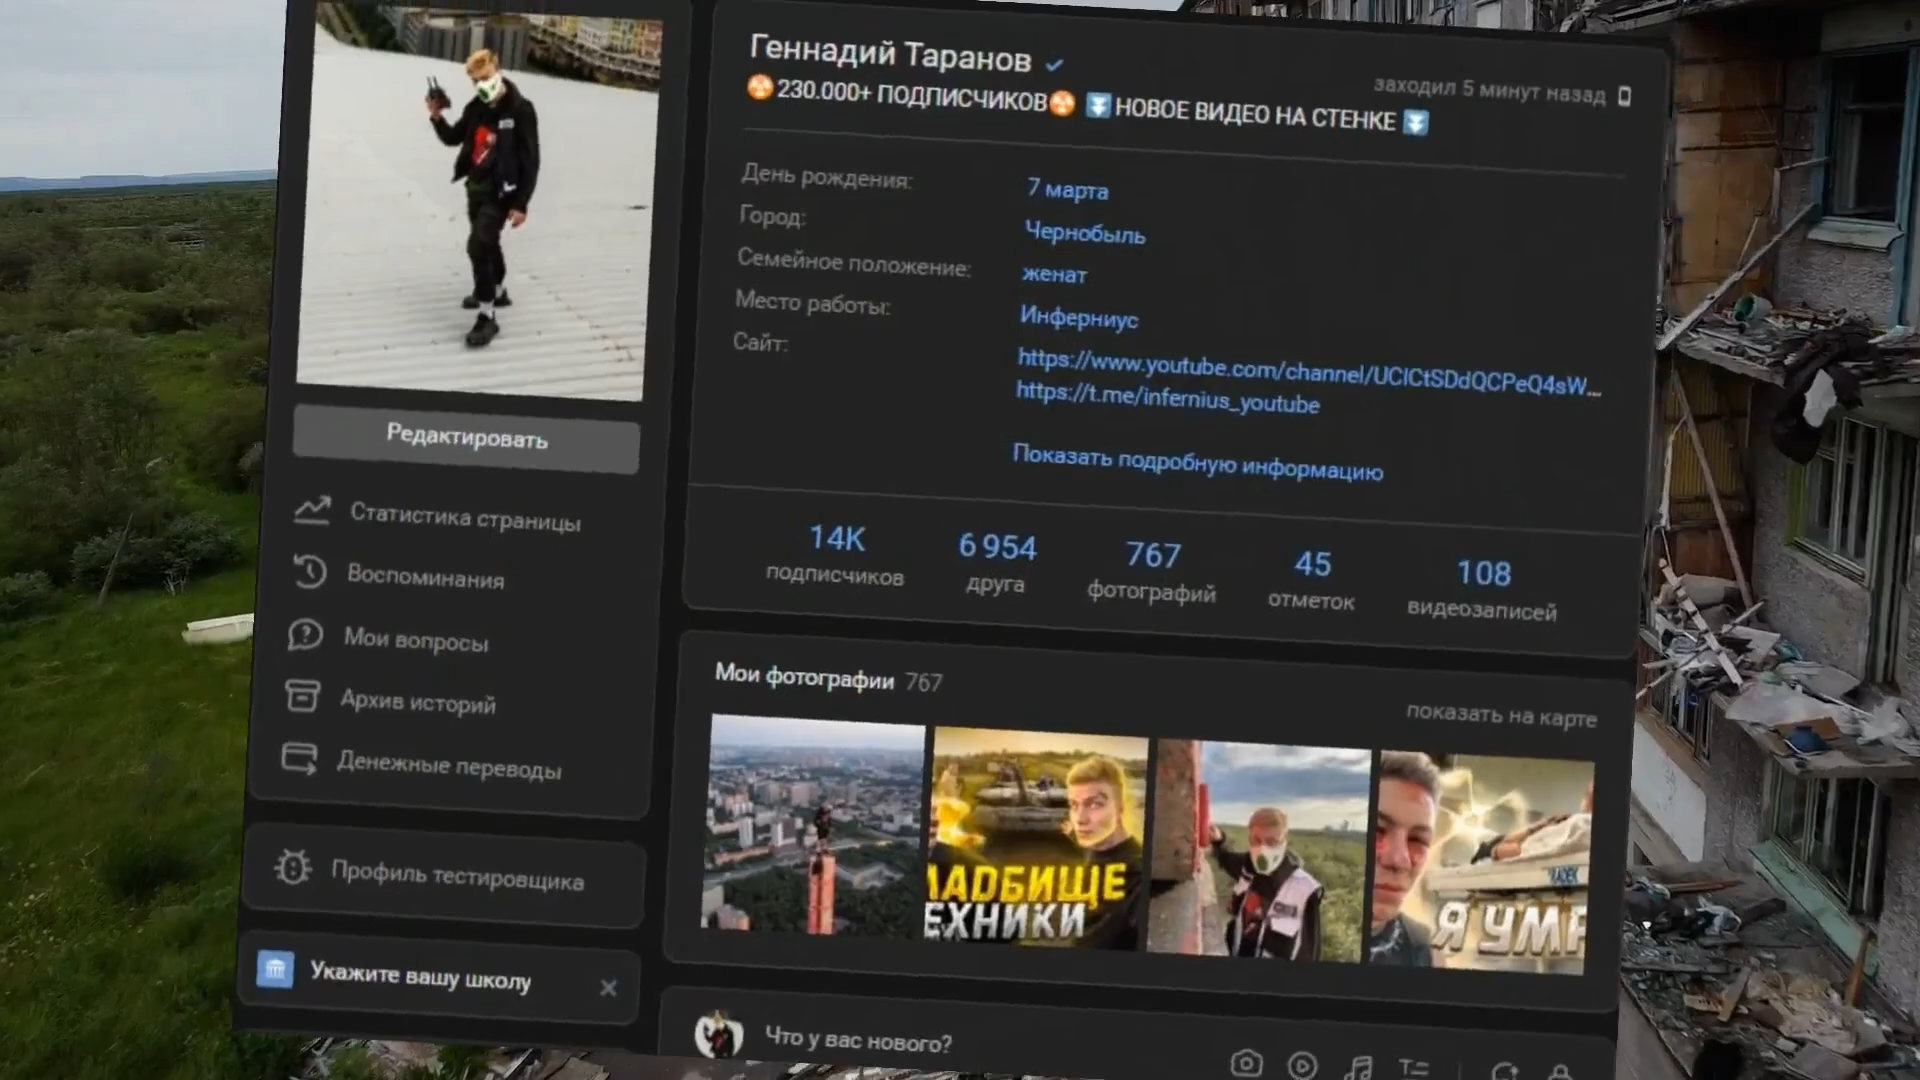 Геннадий Таранов
заходил 5 минут назад
230.000+ ПОДПИСЧИКОВ НОВОЕ ВИДЕО НА СТЕНКЕ
День рождения: 7 марта
Город: Чернобыль
Семейное положение: женат
Место работы: Инферниус
Сайт: https://www.youtube.com/channel/UCICtSDdQCPeQ4sW...
https://t.me/infernius_youtube
Показать подробную информацию
14K 6 954 767 45 108
подписчиков друга фотографий отметок видеозаписей
Редактировать
Статистика страницы
Воспоминания
Мои вопросы
Архив историй
Денежные переводы
Профиль тестировщика
Укажите вашу школу
Мои фотографии 767
показать на карте
ЛАДБИЩЕ
ЕХНИКИ
Я УМР
Что у вас нового?